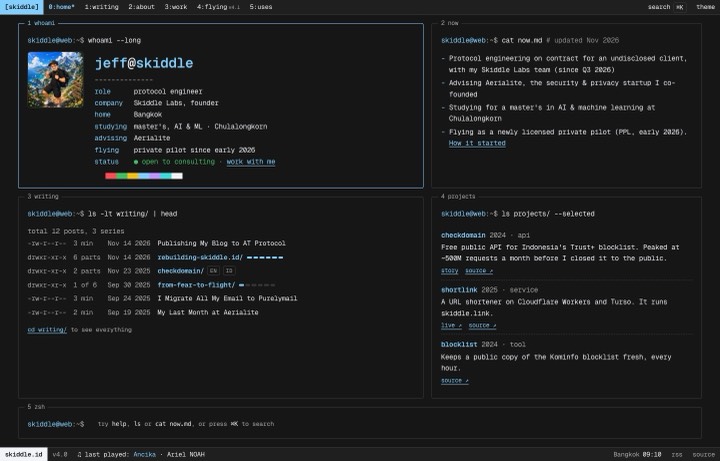 [skiddle] 0:home* 1:writing 2:about 3:work 4:flying v4.1 5:uses search ⌘K theme
1 whoami
skiddle@web:~$ whoami --long
jeff@skiddle
--------------
role protocol engineer
company Skiddle Labs, founder
home Bangkok
studying master's, AI & ML · Chulalongkorn
advising Aerialite
flying private pilot since early 2026
status ● open to consulting · work with me
2 now
skiddle@web:~$ cat now.md # updated Nov 2026
- Protocol engineering on contract for an undisclosed client,
with my Skiddle Labs team (since Q3 2026)
- Advising Aerialite, the security & privacy startup I co-
founded
- Studying for a master's in AI & machine learning at
Chulalongkorn
- Flying as a newly licensed private pilot (PPL, early 2026).
How it started
3 writing
skiddle@web:~$ ls -lt writing/ | head
total 12 posts, 3 series
-rw-r--r-- 3 min Nov 14 2026 Publishing My Blog to AT Protocol
drwxr-xr-x 6 parts Nov 14 2026 rebuilding-skiddle.id/
drwxr-xr-x 2 parts Nov 23 2025 checkdomain/ EN ID
drwxr-xr-x 1 of 6 Sep 30 2025 from-fear-to-flight/
-rw-r--r-- 3 min Sep 24 2025 I Migrate All My Email to Purelymail
-rw-r--r-- 2 min Sep 19 2025 My Last Month at Aerialite
cd writing/ to see everything
4 projects
skiddle@web:~$ ls projects/ --selected
checkdomain 2024 · api
Free public API for Indonesia's Trust+ blocklist. Peaked at
~500M requests a month before I closed it to the public.
story source ↗
shortlink 2025 · service
A URL shortener on Cloudflare Workers and Turso. It runs
skiddle.link.
live ↗ source ↗
blocklist 2024 · tool
Keeps a public copy of the Kominfo blocklist fresh, every
hour.
source ↗
5 zsh
skiddle@web:~$ try help, ls or cat now.md, or press ⌘K to search
skiddle.id v4.0 ♫ last played: Ancika · Ariel NOAH Bangkok 09:10 rss source